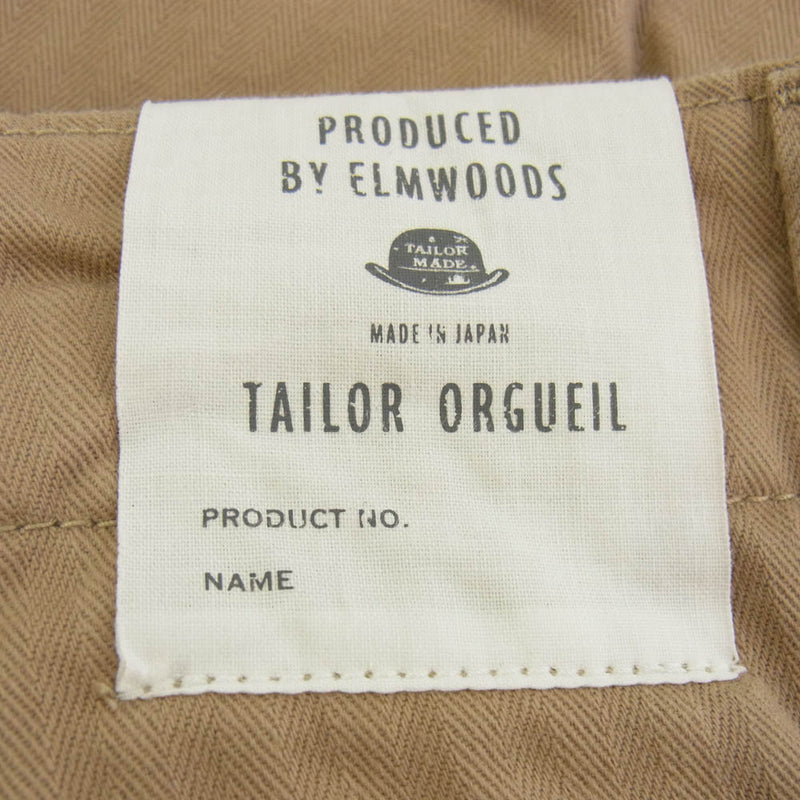 PRODUCED
BY ELMWOODS
TAILOR
MADE
MADE IN JAPAN
TAILOR ORGUEIL
PRODUCT NO.
NAME